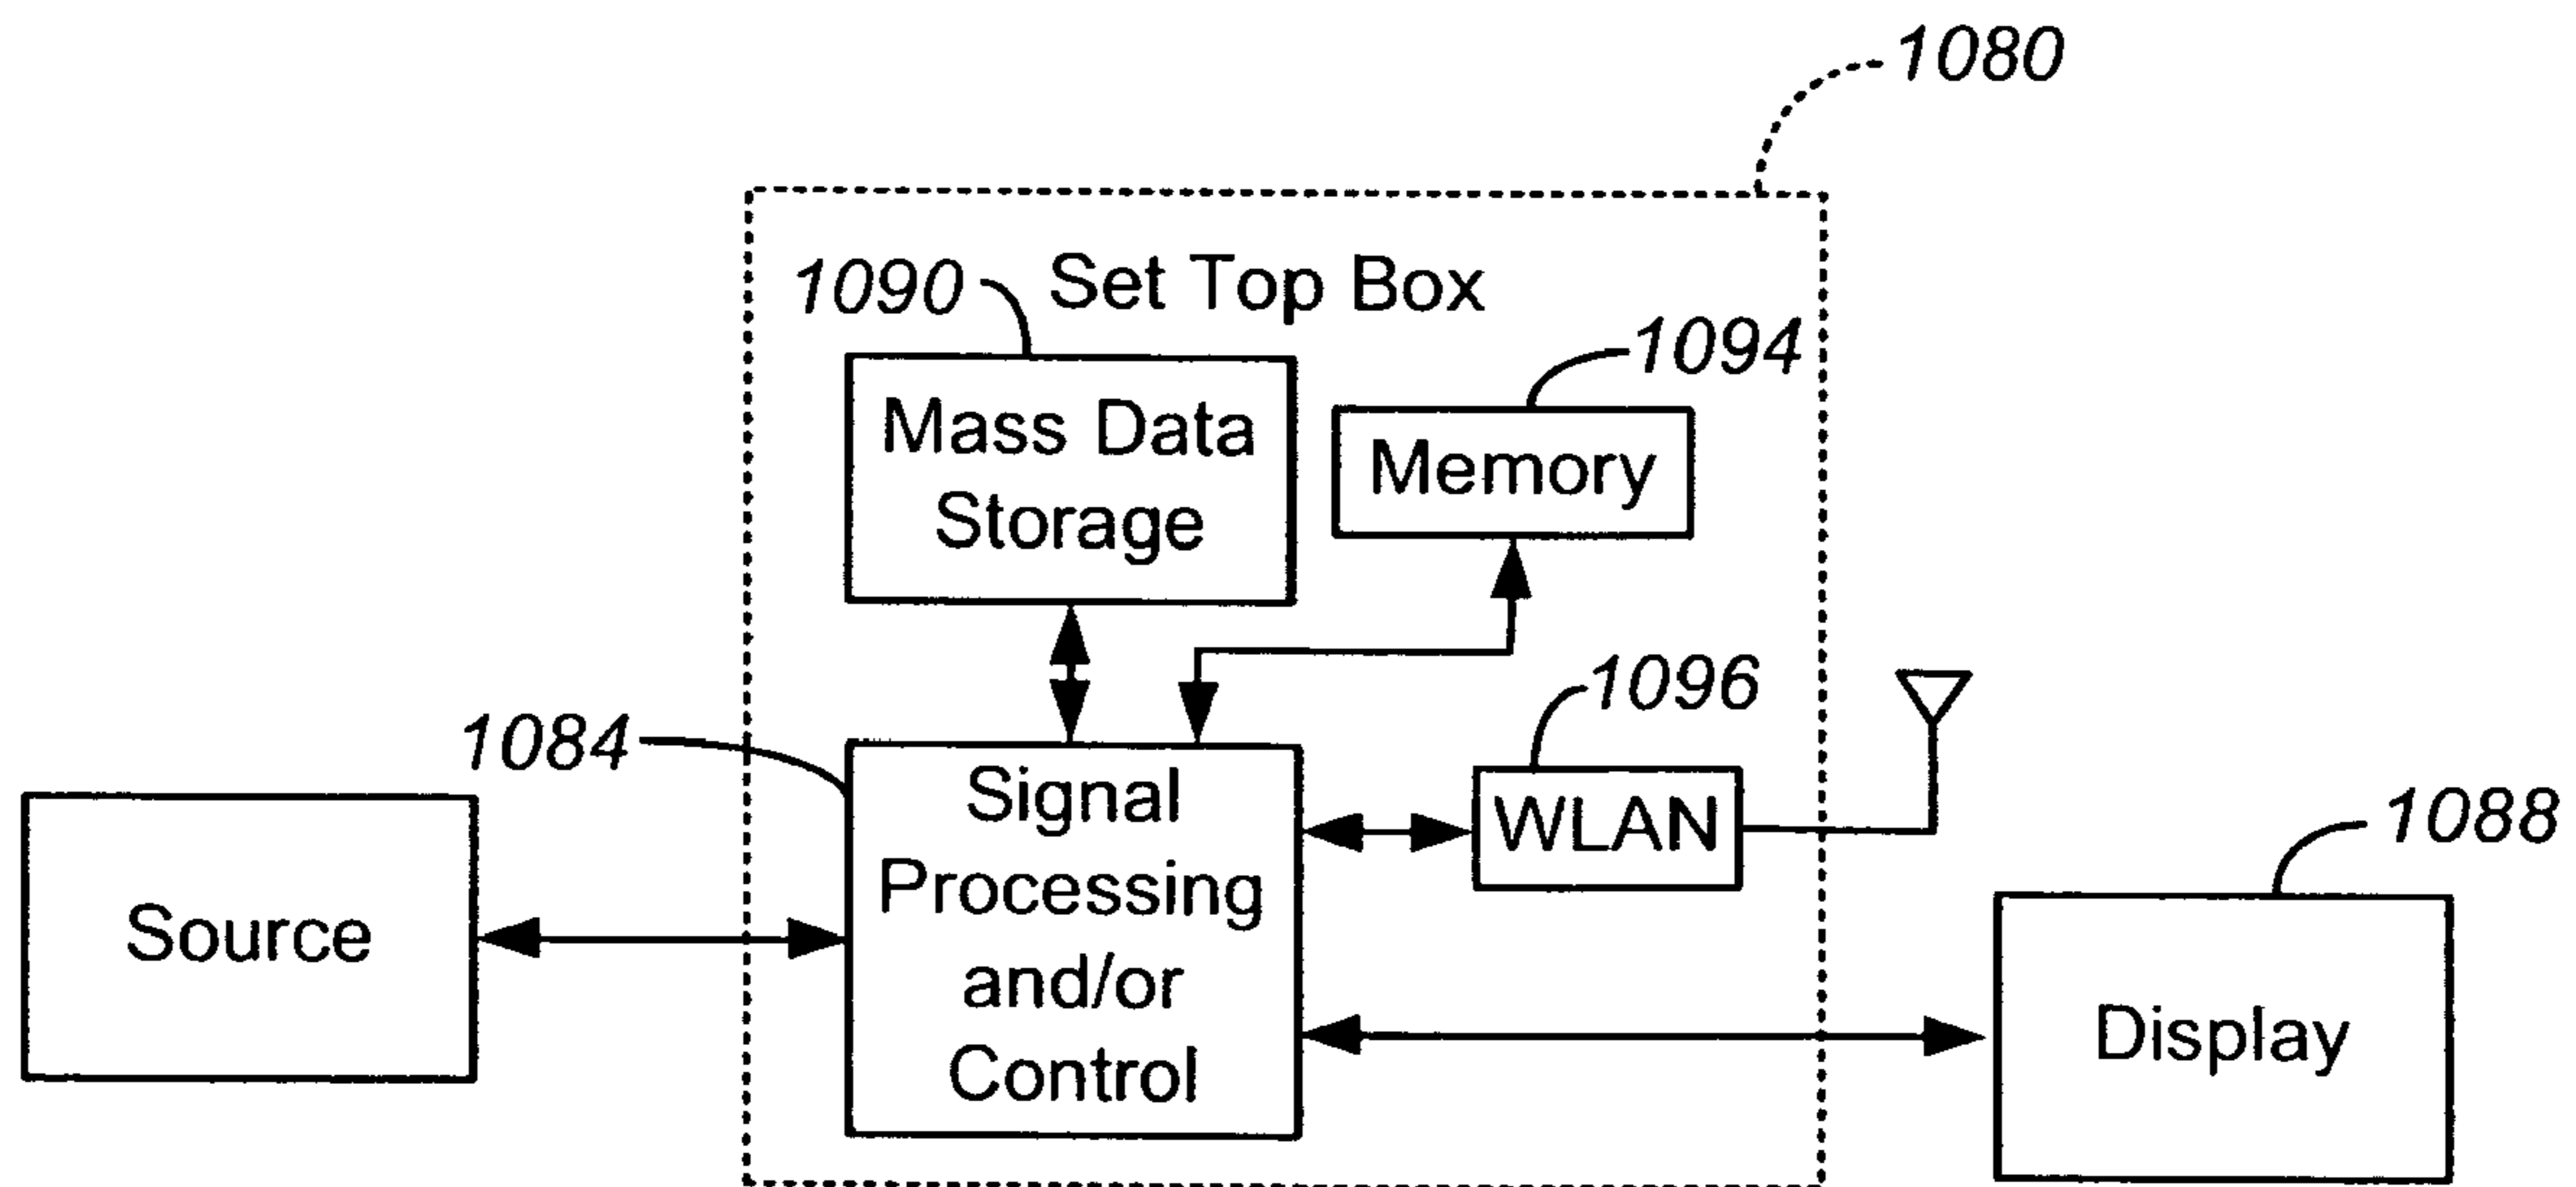 1080
Set Top Box
1090
1094
Mass Data
Storage
Memory
1096
1084
Signal
Processing
and/or
Control
WLAN
1088
Source
Display